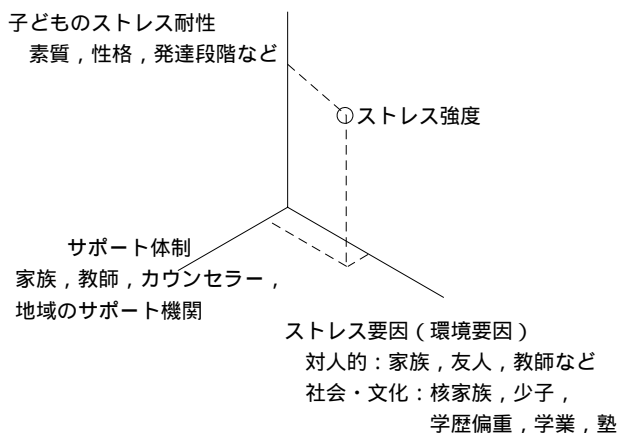 子どものストレス耐性
素質，性格，発達段階など
ストレス強度
サポート体制
家族，教師，カウンセラー，
地域のサポート機関
ストレス要因（環境要因）
対人的：家族，友人，教師など
社会・文化：核家族，少子，
学歴偏重，学業，塾